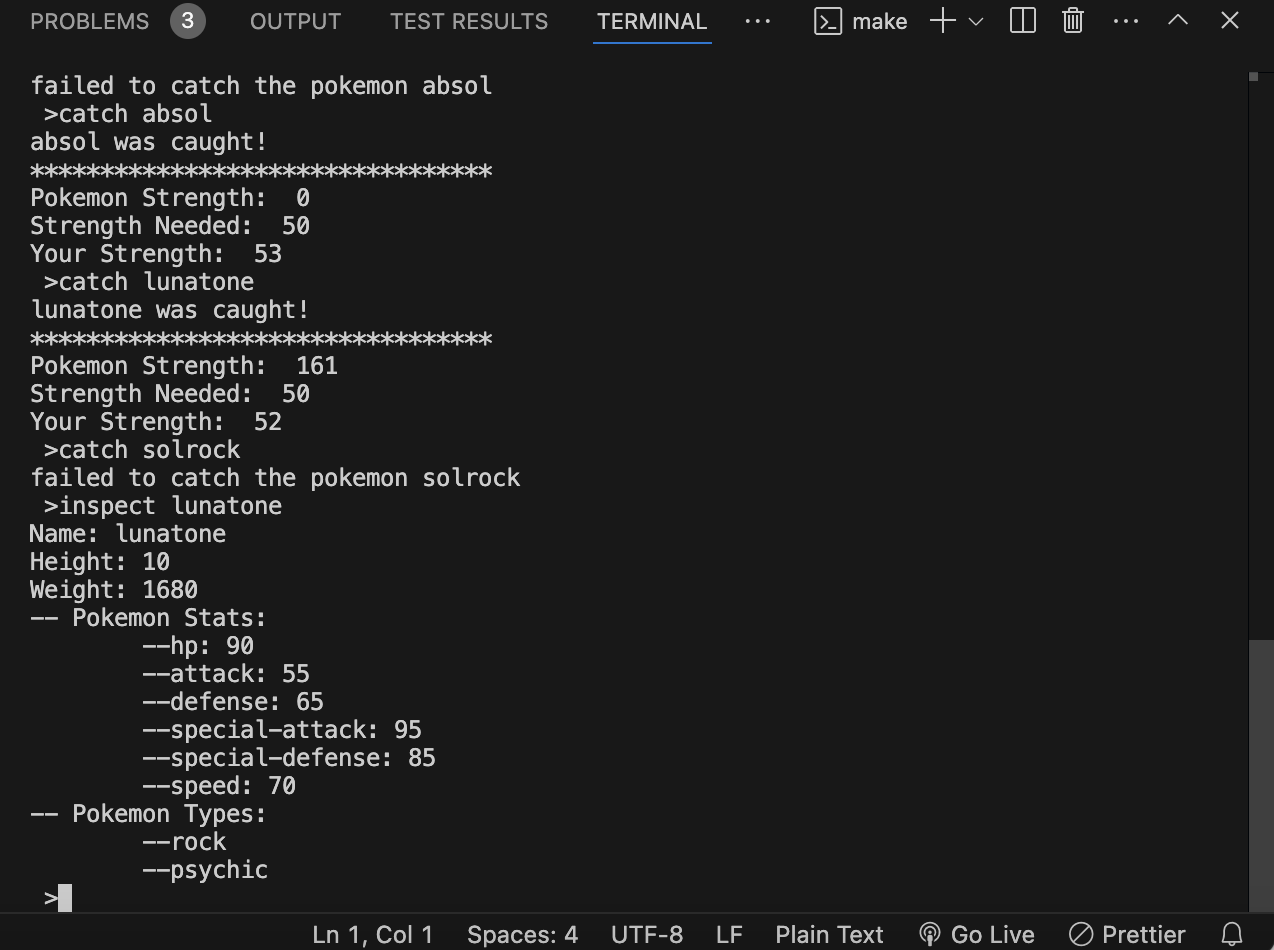 PROBLEMS 3 OUTPUT TEST RESULTS TERMINAL ··· make
failed to catch the pokemon absol
 >catch absol
absol was caught!
*********************************
Pokemon Strength:  0
Strength Needed:  50
Your Strength:  53
 >catch lunatone
lunatone was caught!
*********************************
Pokemon Strength:  161
Strength Needed:  50
Your Strength:  52
 >catch solrock
failed to catch the pokemon solrock
 >inspect lunatone
Name: lunatone
Height: 10
Weight: 1680
-- Pokemon Stats:
        --hp: 90
        --attack: 55
        --defense: 65
        --special-attack: 95
        --special-defense: 85
        --speed: 70
-- Pokemon Types:
        --rock
        --psychic
 >
Ln 1, Col 1 Spaces: 4 UTF-8 LF Plain Text Go Live Prettier